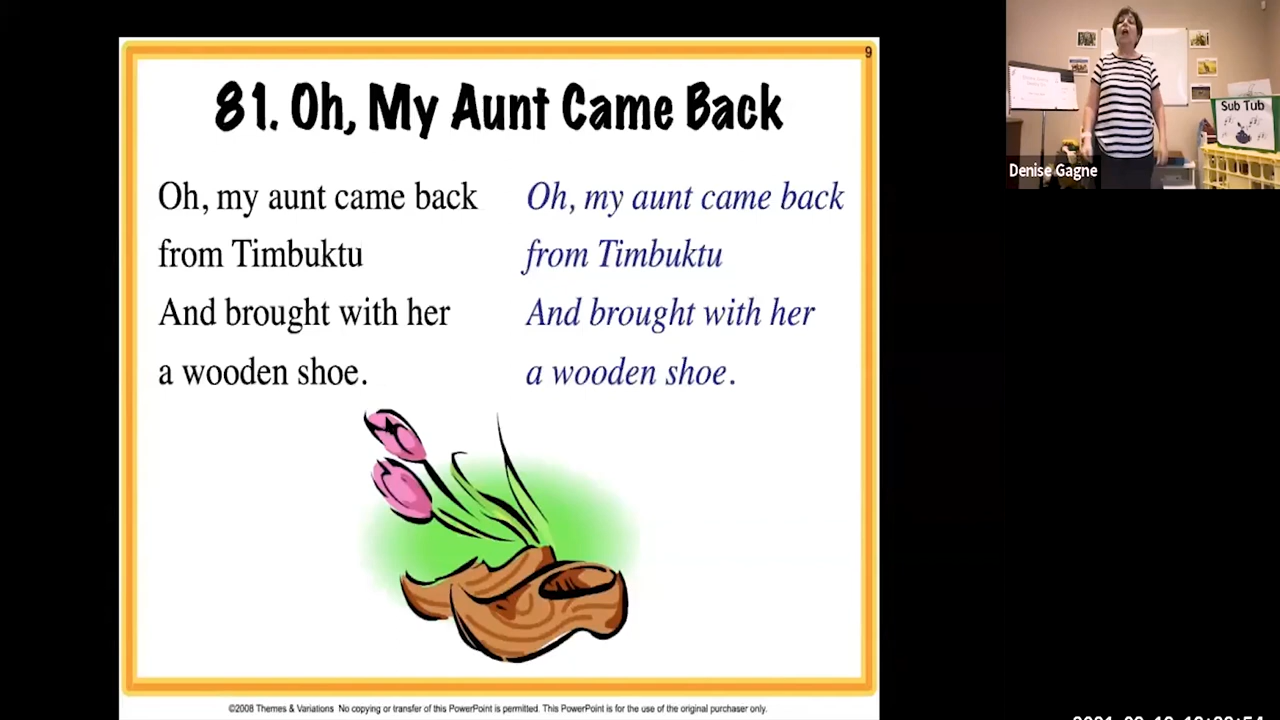 9
81. Oh, My Aunt Came Back
Oh, my aunt came back
from Timbuktu
And brought with her
a wooden shoe.
Oh, my aunt came back
from Timbuktu
And brought with her
a wooden shoe.
©2008 Themes & Variations No copying or transfer of this PowerPoint is permitted. This PowerPoint is for the use of the original purchaser only.
Sub Tub
Denise Gagne